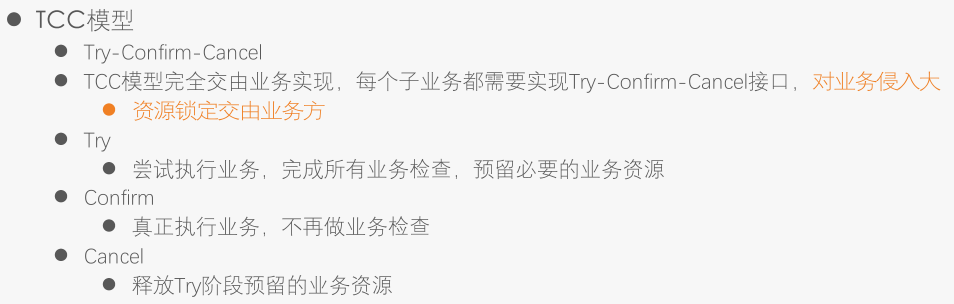 TCC模型
Try-Confirm-Cancel
TCC模型完全交由业务实现，每个子业务都需要实现Try-Confirm-Cancel接口，对业务侵入大
资源锁定交由业务方
Try
尝试执行业务，完成所有业务检查，预留必要的业务资源
Confirm
真正执行业务，不再做业务检查
Cancel
释放Try阶段预留的业务资源